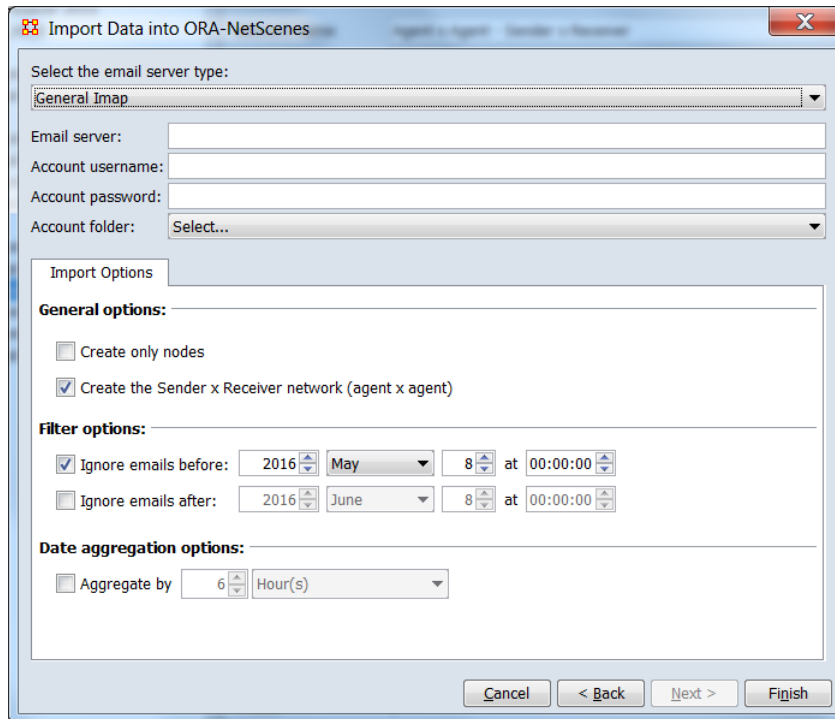 Import Data into ORA-NetScenes
Select the email server type:
General Imap
Email server:
Account username:
Account password:
Account folder: Select...
Import Options
General options:
Create only nodes
Create the Sender x Receiver network (agent x agent)
Filter options:
Ignore emails before: 2016 May 8 at 00:00:00
Ignore emails after: 2016 June 8 at 00:00:00
Date aggregation options:
Aggregate by 6 Hour(s)
Cancel < Back Next > Finish